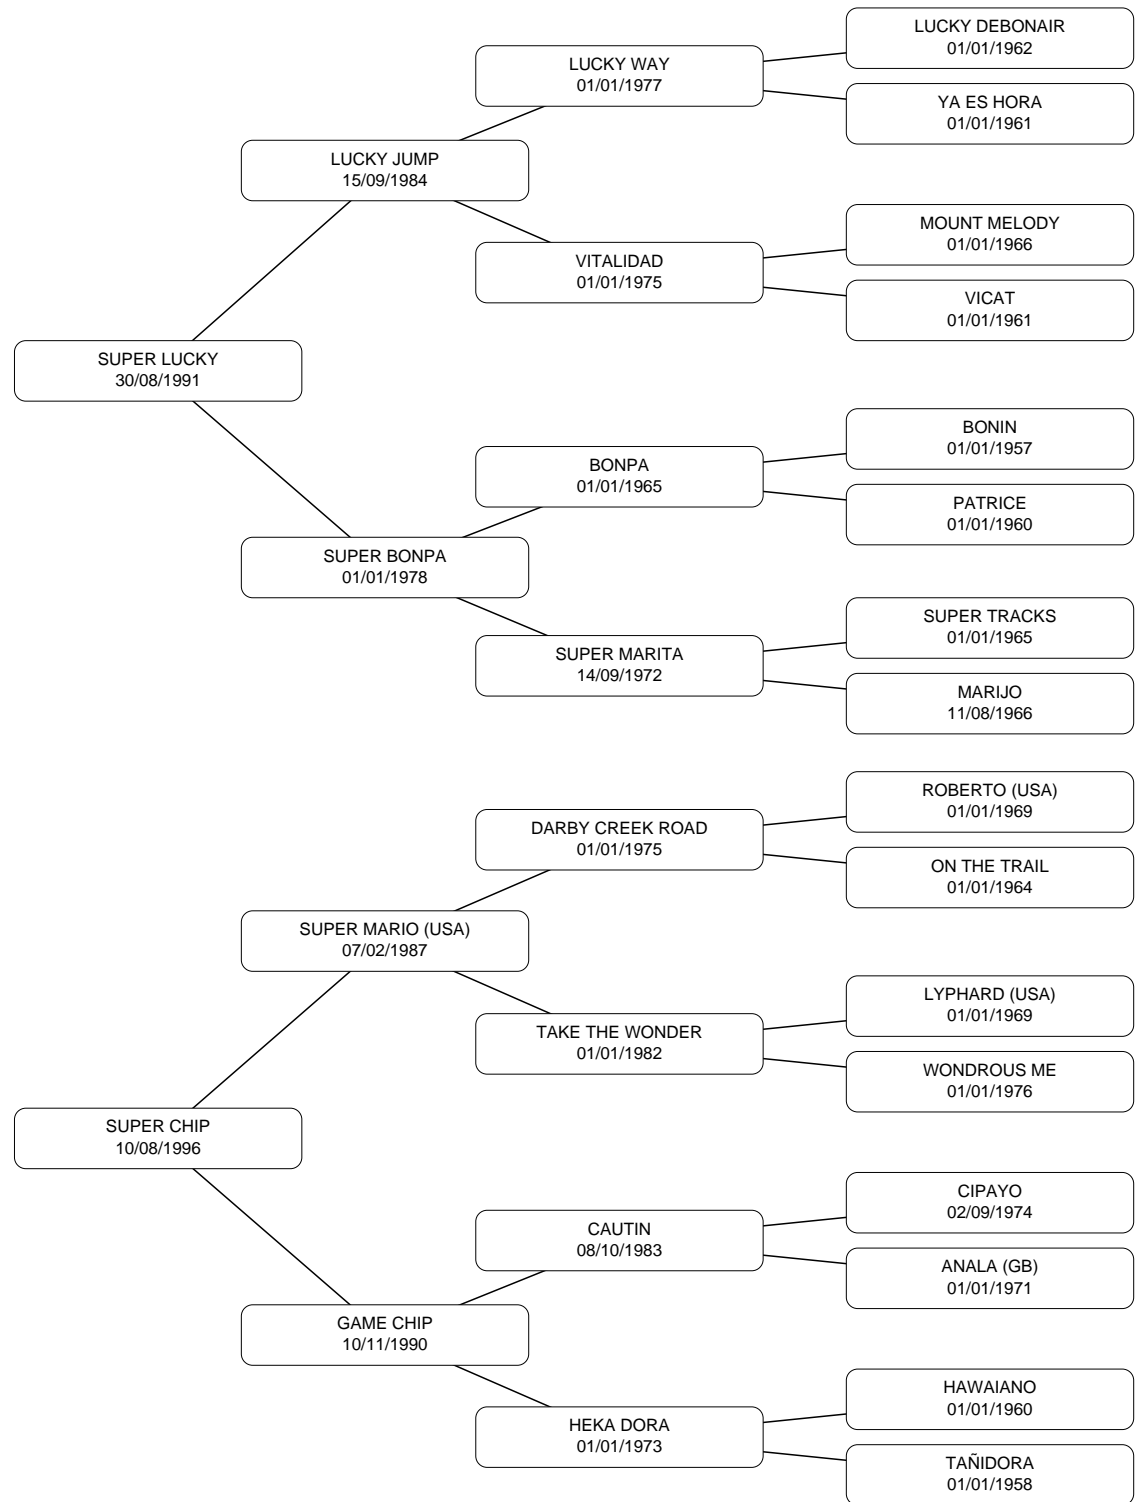 LUCKY DEBONAIR
01/01/1962
LUCKY WAY
01/01/1977
YA ES HORA
01/01/1961
LUCKY JUMP
15/09/1984
MOUNT MELODY
01/01/1966
VITALIDAD
01/01/1975
VICAT
01/01/1961
SUPER LUCKY
30/08/1991
BONIN
01/01/1957
BONPA
01/01/1965
PATRICE
01/01/1960
SUPER BONPA
01/01/1978
SUPER TRACKS
01/01/1965
SUPER MARITA
14/09/1972
MARIJO
11/08/1966
ROBERTO (USA)
01/01/1969
DARBY CREEK ROAD
01/01/1975
ON THE TRAIL
01/01/1964
SUPER MARIO (USA)
07/02/1987
LYPHARD (USA)
01/01/1969
TAKE THE WONDER
01/01/1982
WONDROUS ME
01/01/1976
SUPER CHIP
10/08/1996
CIPAYO
02/09/1974
CAUTIN
08/10/1983
ANALA (GB)
01/01/1971
GAME CHIP
10/11/1990
HAWAIANO
01/01/1960
HEKA DORA
01/01/1973
TAÑIDORA
01/01/1958